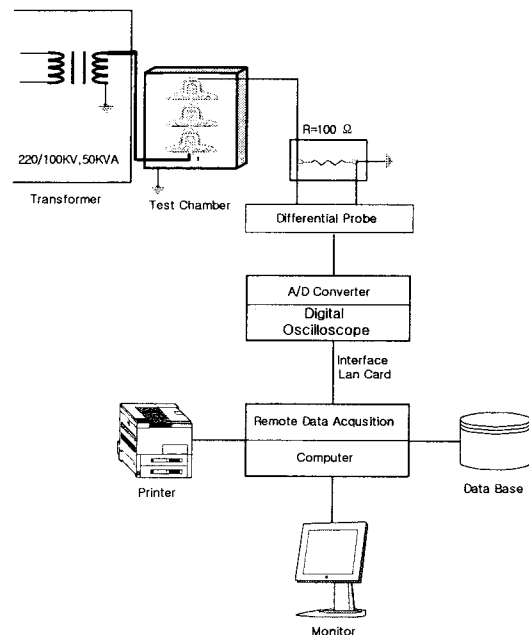 R=100 Ω
220/100KV,50KVA
Transformer
Test Chamber
Differential Probe
A/D Converter
Digital
Oscilloscope
Interface
Lan Card
Remote Data Acqusition
Computer
Printer
Data Base
Monitor